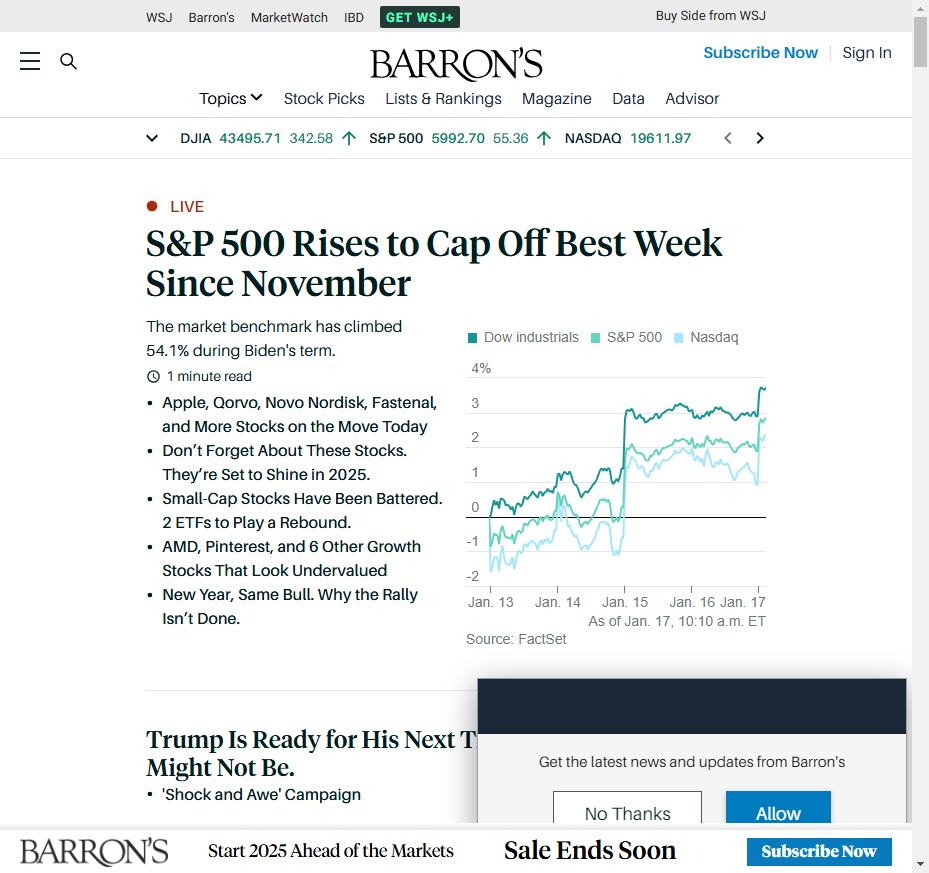 WSJ Barron's MarketWatch IBD GET WSJ+ Buy Side from WSJ
BARRON'S
Subscribe Now Sign In
Topics Stock Picks Lists & Rankings Magazine Data Advisor
DJIA 43495.71 342.58 S&P 500 5992.70 55.36 NASDAQ 19611.97
LIVE
S&P 500 Rises to Cap Off Best Week
Since November
The market benchmark has climbed
54.1% during Biden's term.
1 minute read
• Apple, Qorvo, Novo Nordisk, Fastenal,
and More Stocks on the Move Today
• Don’t Forget About These Stocks.
They’re Set to Shine in 2025.
• Small-Cap Stocks Have Been Battered.
2 ETFs to Play a Rebound.
• AMD, Pinterest, and 6 Other Growth
Stocks That Look Undervalued
• New Year, Same Bull. Why the Rally
Isn’t Done.
Dow industrials S&P 500 Nasdaq
4%
3
2
1
0
-1
-2
Jan. 13 Jan. 14 Jan. 15 Jan. 16 Jan. 17
As of Jan. 17, 10:10 a.m. ET
Source: FactSet
Trump Is Ready for His Next
Might Not Be.
• 'Shock and Awe' Campaign
Get the latest news and updates from Barron's
No Thanks Allow
BARRON'S Start 2025 Ahead of the Markets Sale Ends Soon Subscribe Now